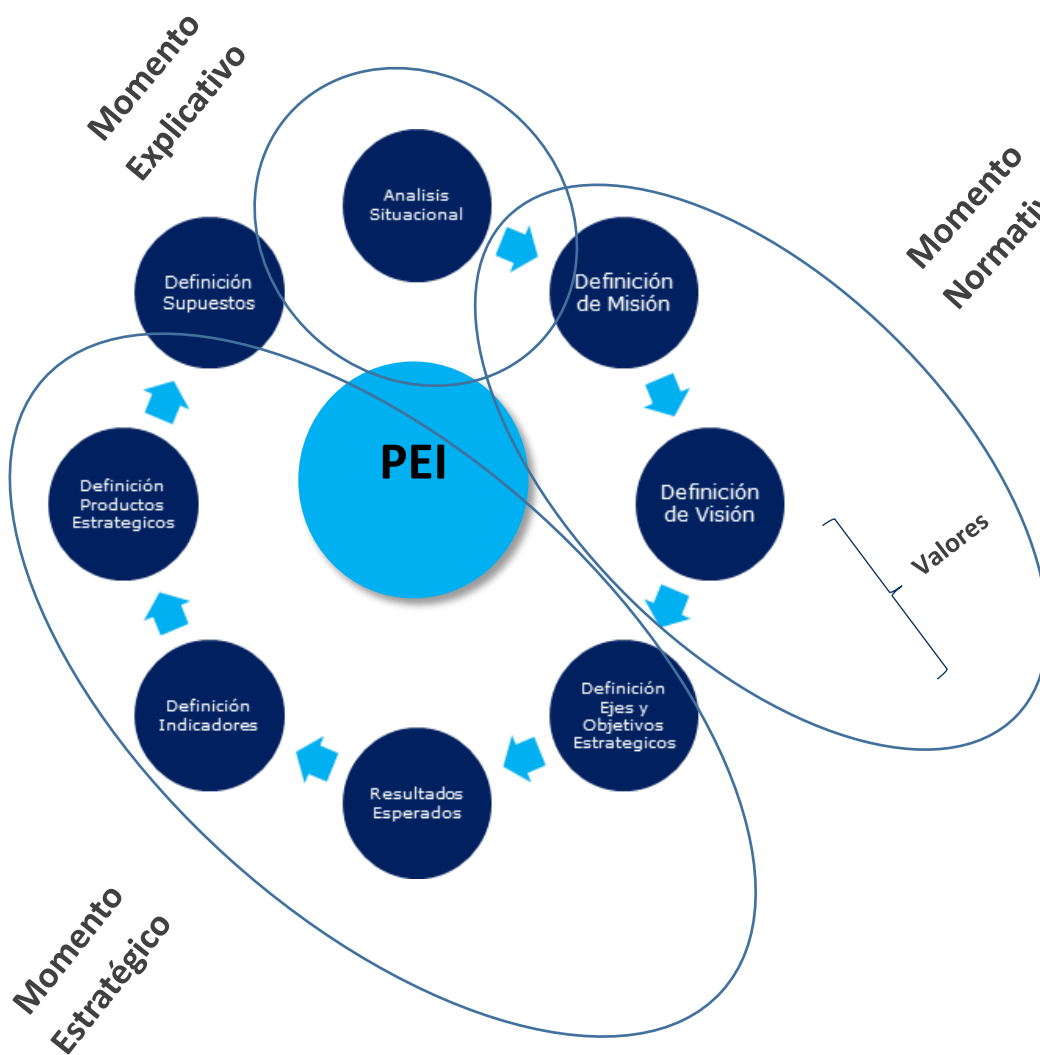 Momento
Explicativo
Momento
Normativ
Analisis
Situacional
Definición
de Misión
Definición
de Visión
Valores
Definición
Ejes y
Objetivos
Estrategicos
Resultados
Esperados
Definición
Indicadores
Definición
Productos
Estrategicos
Definición
Supuestos
PEI
Momento
Estratégico